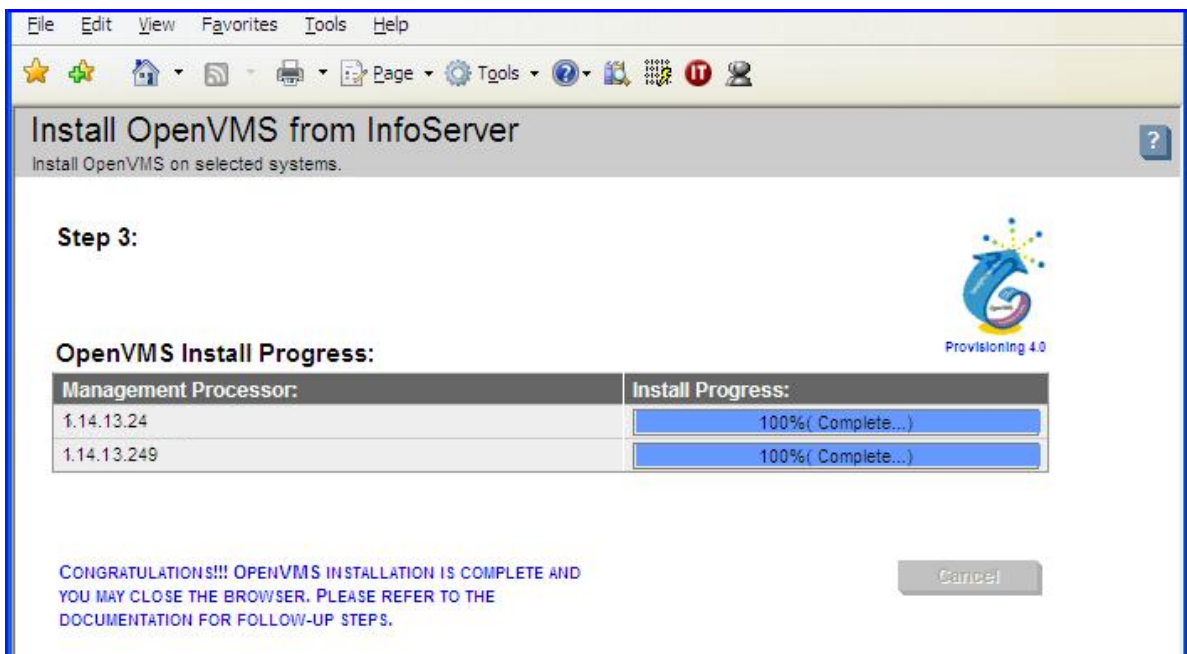 File Edit View Favorites Tools Help
Page Tools
Install OpenVMS from InfoServer
Install OpenVMS on selected systems.
?
Step 3:
Provisioning 4.0
OpenVMS Install Progress:
Management Processor: Install Progress:
1.14.13.24 100%( Complete...)
1.14.13.249 100%( Complete...)
CONGRATULATIONS!!! OPENVMS INSTALLATION IS COMPLETE AND
YOU MAY CLOSE THE BROWSER. PLEASE REFER TO THE
DOCUMENTATION FOR FOLLOW-UP STEPS.
Cancel